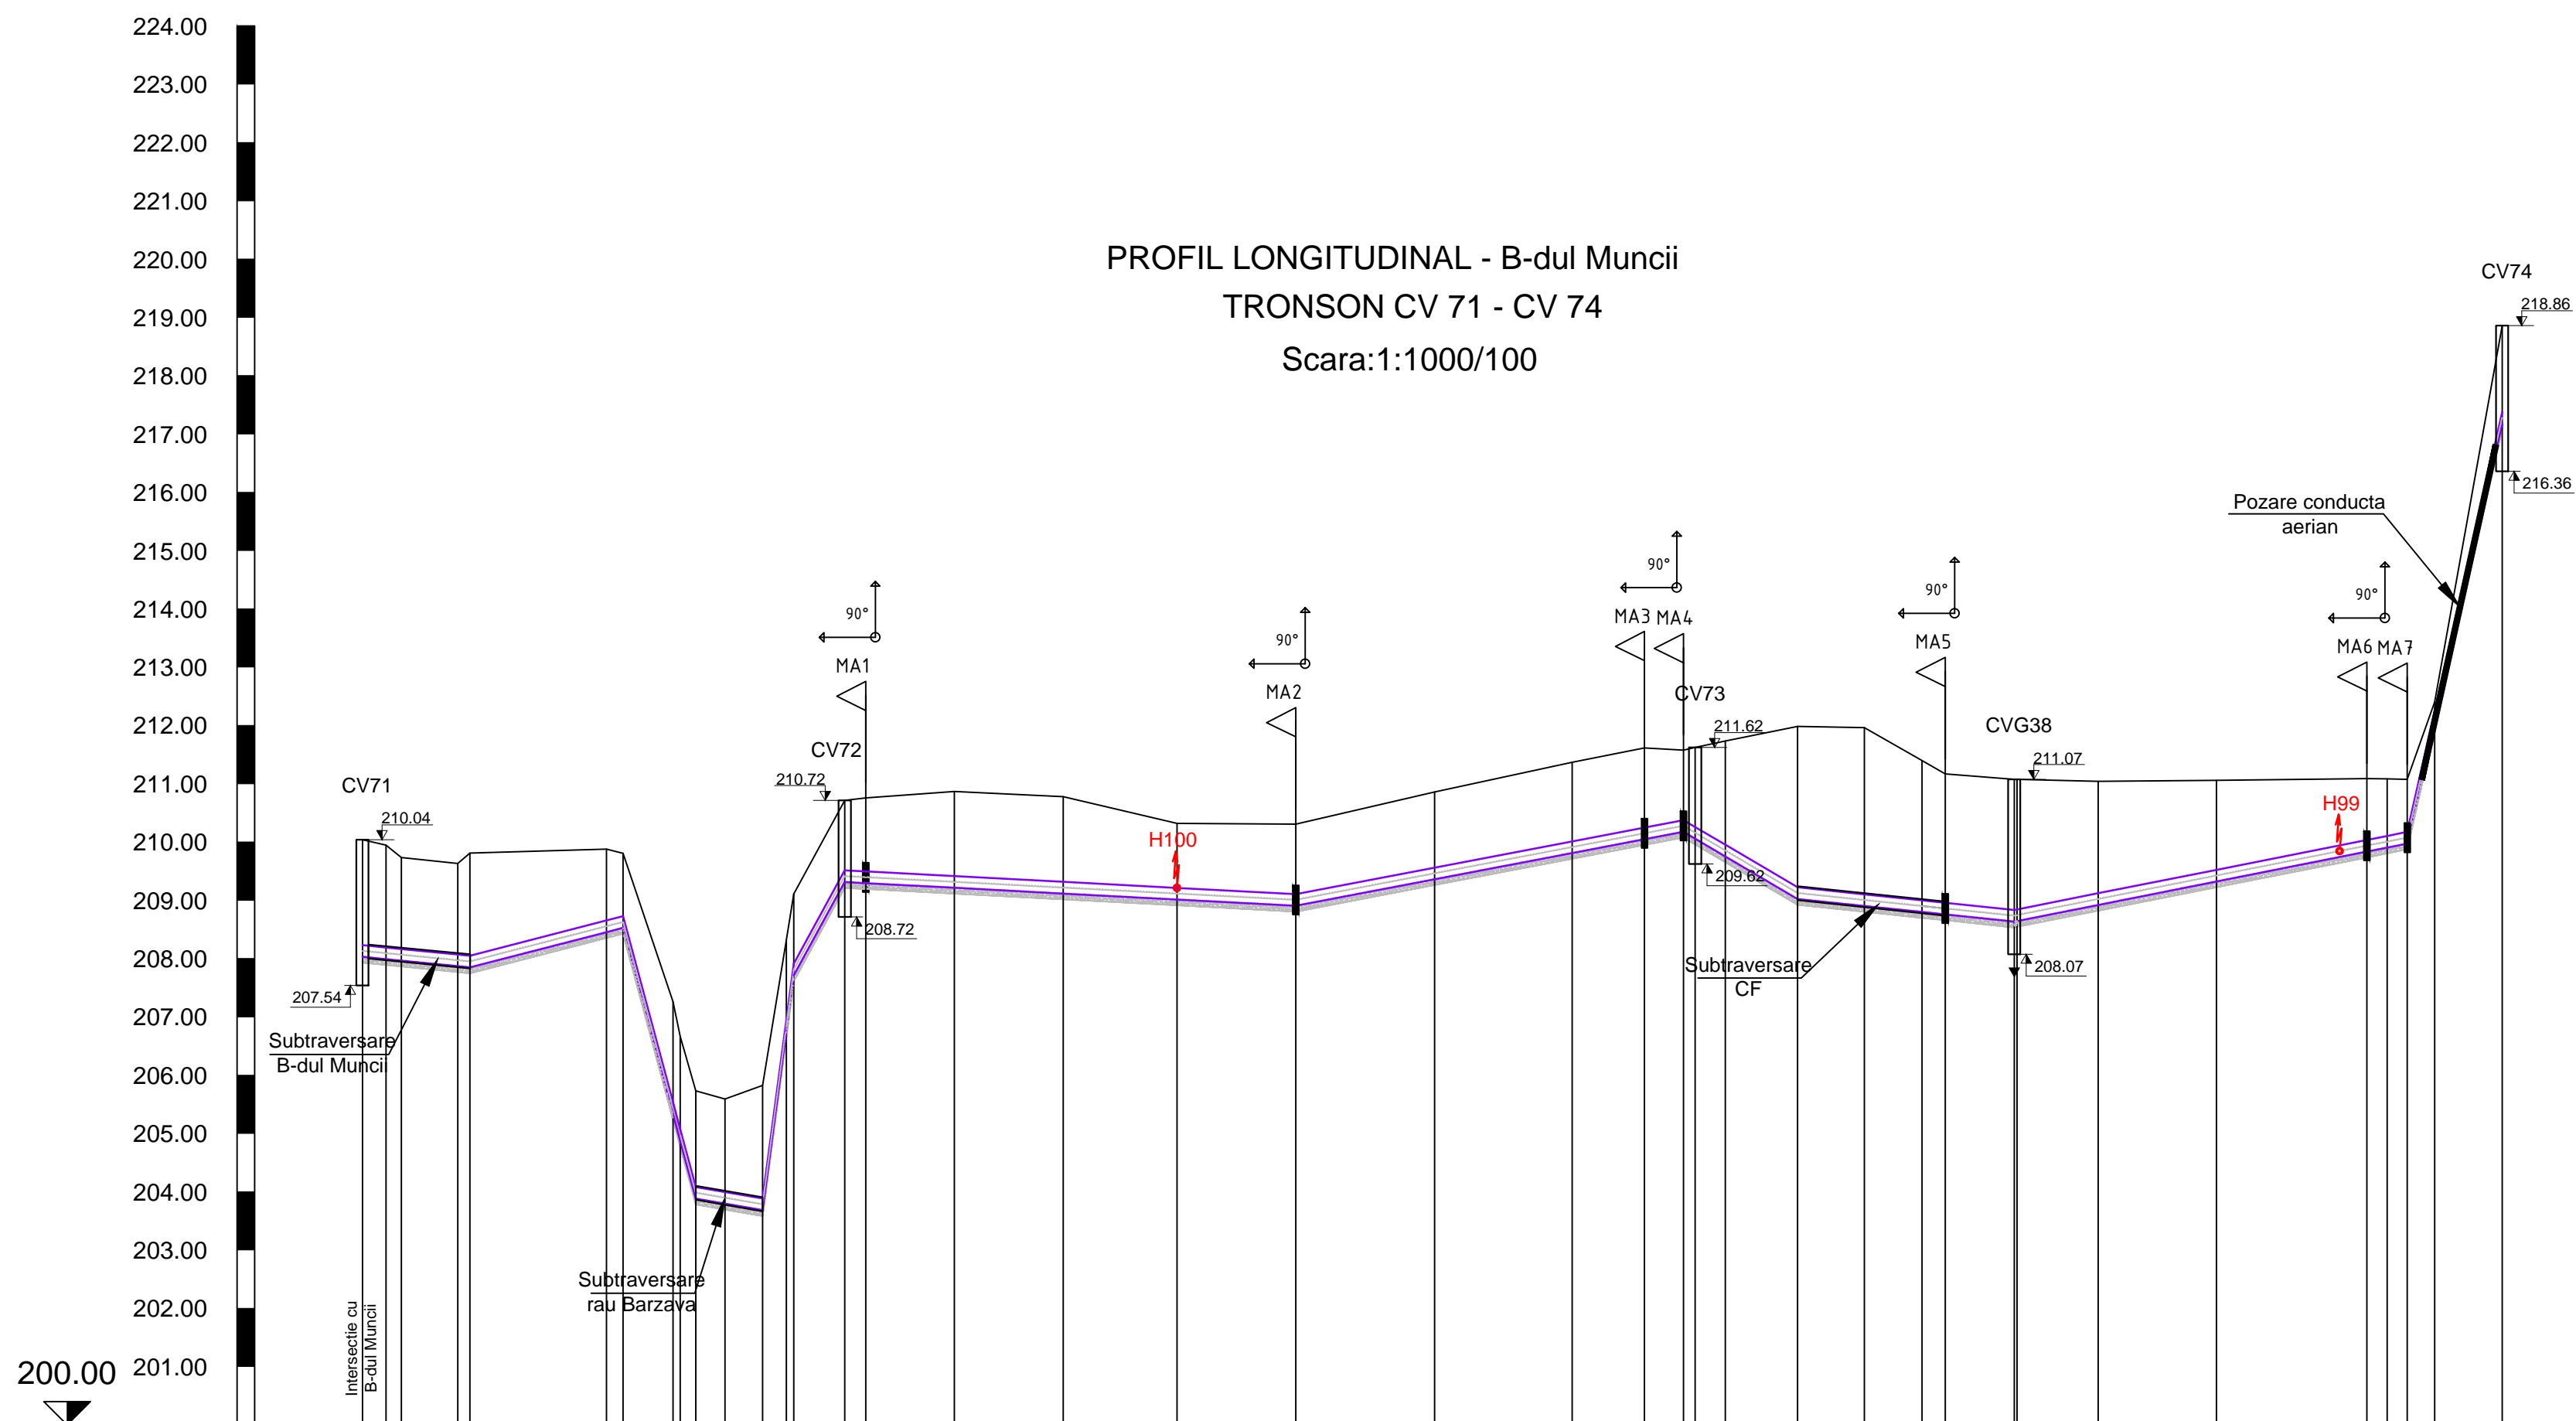 224.00
223.00
222.00
221.00
220.00
219.00
218.00
217.00
216.00
215.00
214.00
213.00
212.00
211.00
210.00
209.00
208.00
207.00
206.00
205.00
204.00
203.00
202.00
201.00
200.00
PROFIL LONGITUDINAL - B-dul Muncii
TRONSON CV 71 - CV 74
Scara:1:1000/100
CV71
210.04
207.54
Subtraversare
B-dul Muncii
Intersectie cu
B-dul Muncii
Subtraversare
rau Barzava
CV72
210.72
208.72
90°
MA1
H100
90°
MA2
90°
MA3
MA4
CV73
211.62
209.62
Subtraversare
CF
90°
MA5
CVG38
211.07
208.07
H99
90°
MA6
MA7
Pozare conducta
aerian
CV74
218.86
216.36